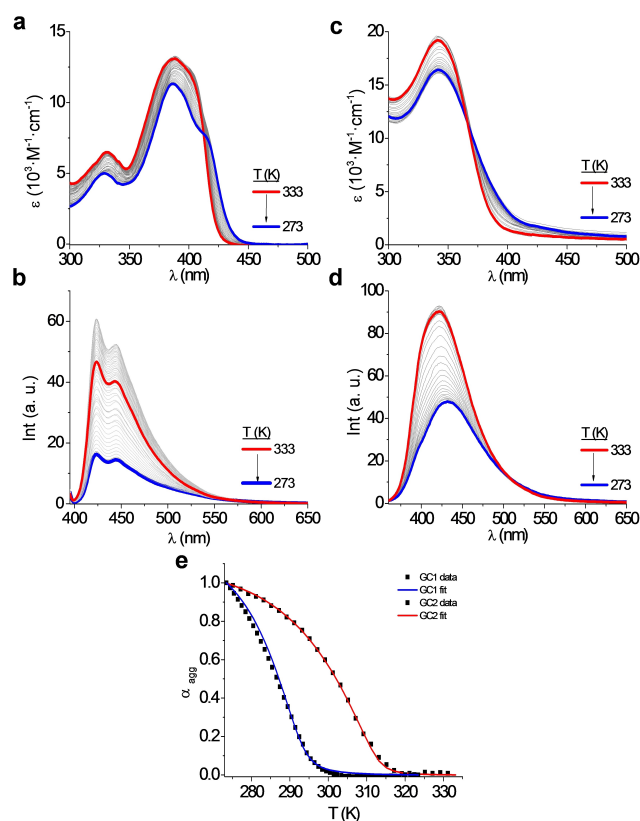 a
ε (10³·M⁻¹·cm⁻¹)
15
10
5
0
300 350 400 450 500
λ (nm)
T (K)
333
273
c
ε (10³·M⁻¹·cm⁻¹)
20
15
10
5
0
300 350 400 450 500
λ (nm)
T (K)
333
273
b
Int (a. u.)
60
40
20
0
400 450 500 550 600 650
λ (nm)
T (K)
333
273
d
Int (a. u.)
100
80
60
40
20
0
400 450 500 550 600 650
λ (nm)
T (K)
333
273
e
α agg
1.0
0.8
0.6
0.4
0.2
0.0
280 290 300 310 320 330
T (K)
GC1 data
GC1 fit
GC2 data
GC2 fit